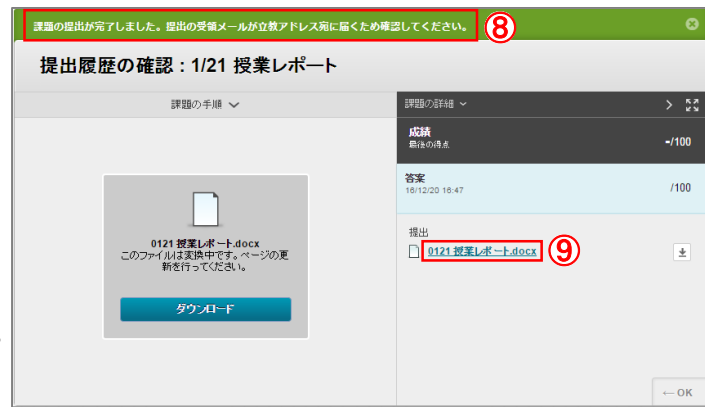 課題の提出が完了しました。提出の受領メールが立教アドレス宛に届くため確認してください。
⑧
提出履歴の確認：1/21 授業レポート
課題の手順
課題の詳細
成績
最後の得点
-/100
答案
16/12/20 16:47
/100
0121 授業レポート.docx
このファイルは変換中です。ページの更
新を行ってください。
ダウンロード
提出
0121 授業レポート.docx
⑨
←OK